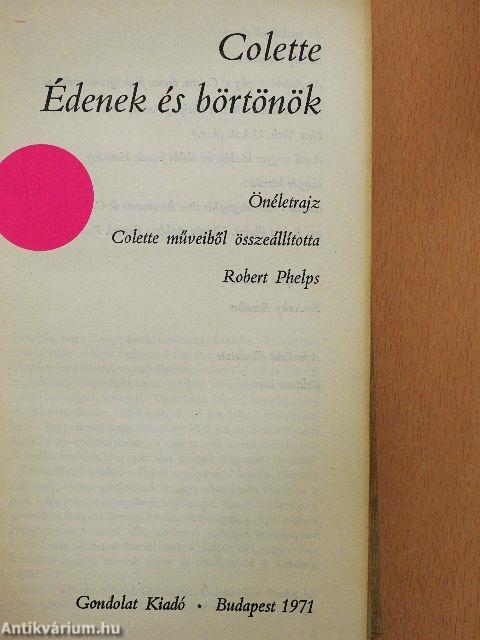 Colette
Édenek és börtönök
Önéletrajz
Colette műveiből összeállította
Robert Phelps
Gondolat Kiadó · Budapest 1971
Antikvárium.hu